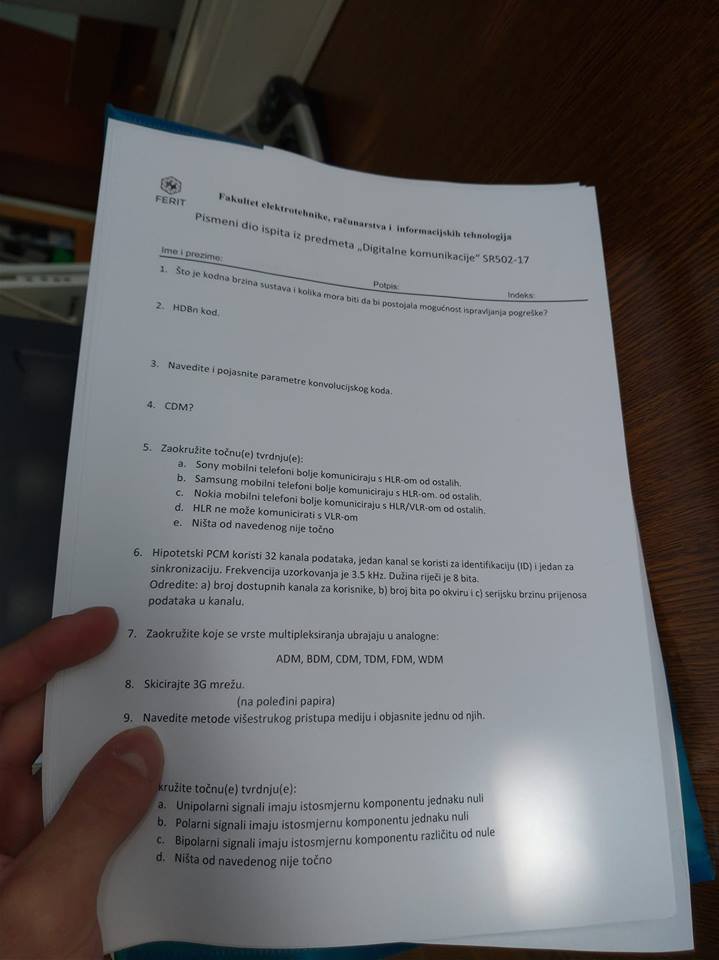 FERIT
Fakultet elektrotehnike, računarstva i informacijskih tehnologija
Pismeni dio ispita iz predmeta „Digitalne komunikacije" SR502-17
Ime i prezime:
Potpis:
Indeks:
1. Što je kodna brzina sustava i kolika mora biti da bi postojala mogućnost ispravljanja pogreške?
2. HDBn kod.
3. Navedite i pojasnite parametre konvolucijskog koda.
4. CDM?
5. Zaokružite točnu(e) tvrdnju(e):
a. Sony mobilni telefoni bolje komuniciraju s HLR-om od ostalih.
b. Samsung mobilni telefoni bolje komuniciraju s HLR-om. od ostalih.
c. Nokia mobilni telefoni bolje komuniciraju s HLR/VLR-om od ostalih.
d. HLR ne može komunicirati s VLR-om
e. Ništa od navedenog nije točno
6. Hipotetski PCM koristi 32 kanala podataka, jedan kanal se koristi za identifikaciju (ID) i jedan za
sinkronizaciju. Frekvencija uzorkovanja je 3.5 kHz. Dužina riječi je 8 bita.
Odredite: a) broj dostupnih kanala za korisnike, b) broj bita po okviru i c) serijsku brzinu prijenosa
podataka u kanalu.
7. Zaokružite koje se vrste multipleksiranja ubrajaju u analogne:
ADM, BDM, CDM, TDM, FDM, WDM
8. Skicirajte 3G mrežu.
(na poleđini papira)
9. Navedite metode višestrukog pristupa mediju i objasnite jednu od njih.
kružite točnu(e) tvrdnju(e):
a. Unipolarni signali imaju istosmjernu komponentu jednaku nuli
b. Polarni signali imaju istosmjernu komponentu jednaku nuli
c. Bipolarni signali imaju istosmjernu komponentu različitu od nule
d. Ništa od navedenog nije točno